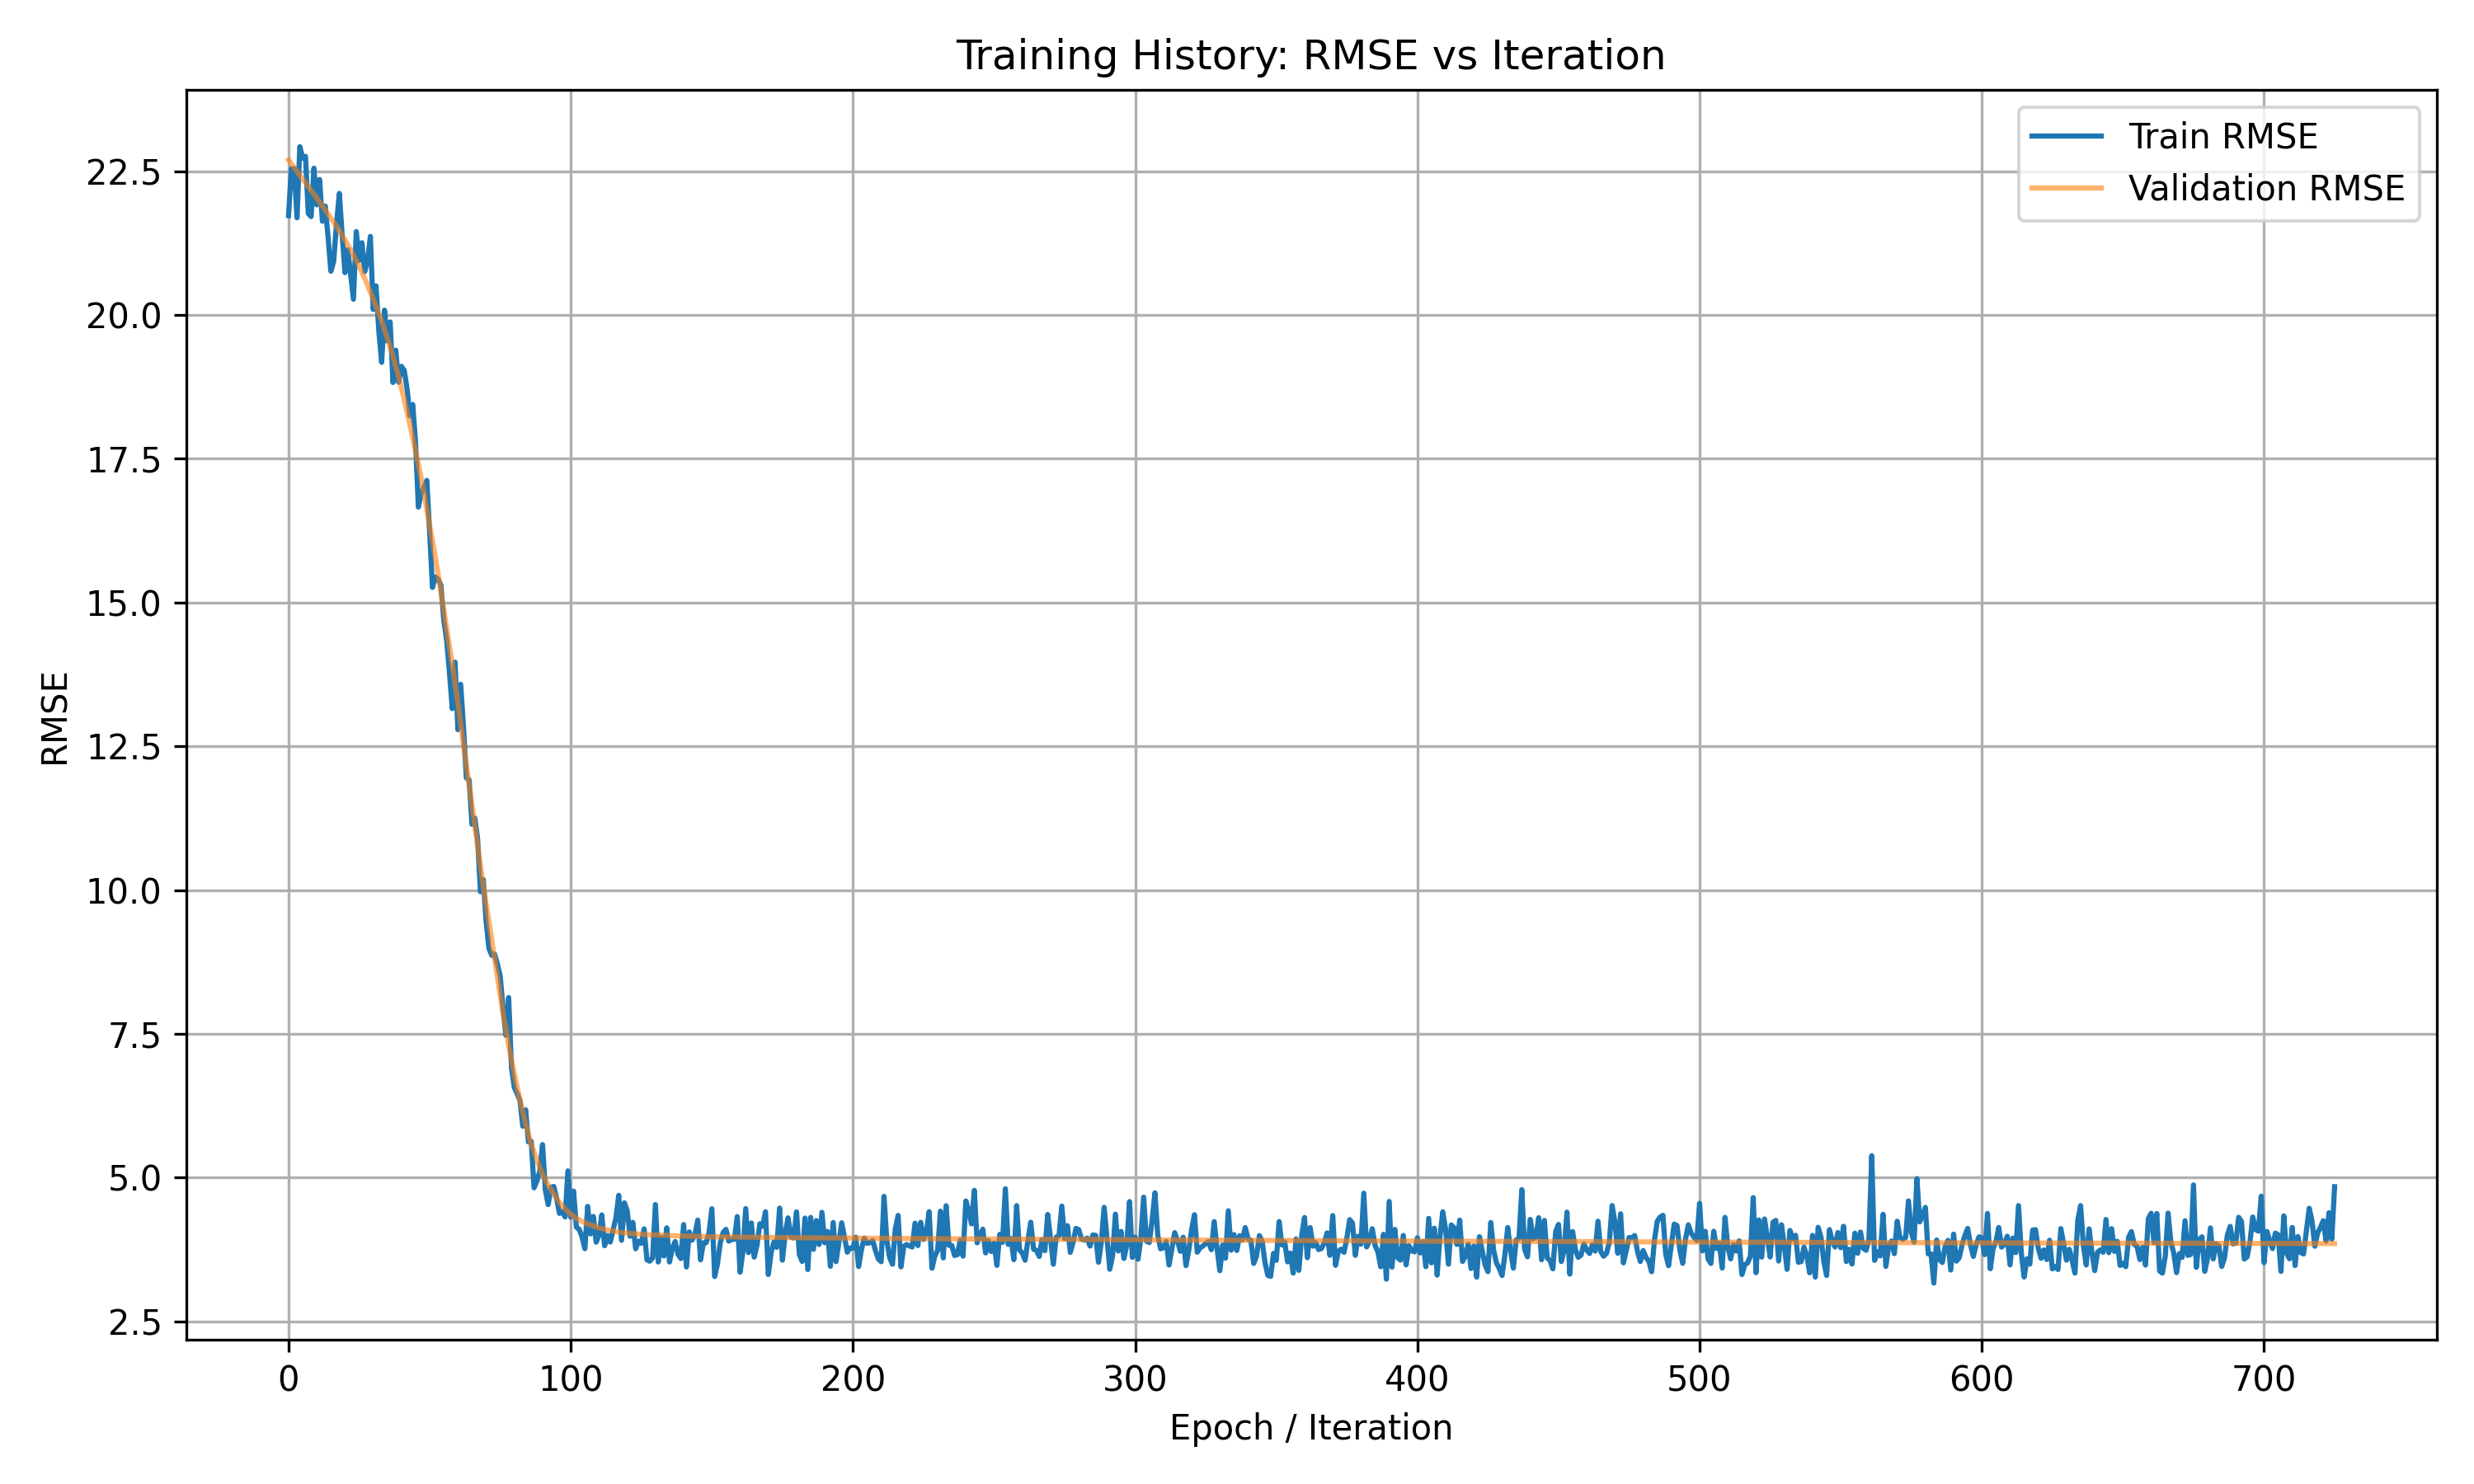 Training History: RMSE vs Iteration
Train RMSE
Validation RMSE
22.5
20.0
17.5
15.0
12.5
10.0
7.5
5.0
2.5
RMSE
0 100 200 300 400 500 600 700
Epoch / Iteration